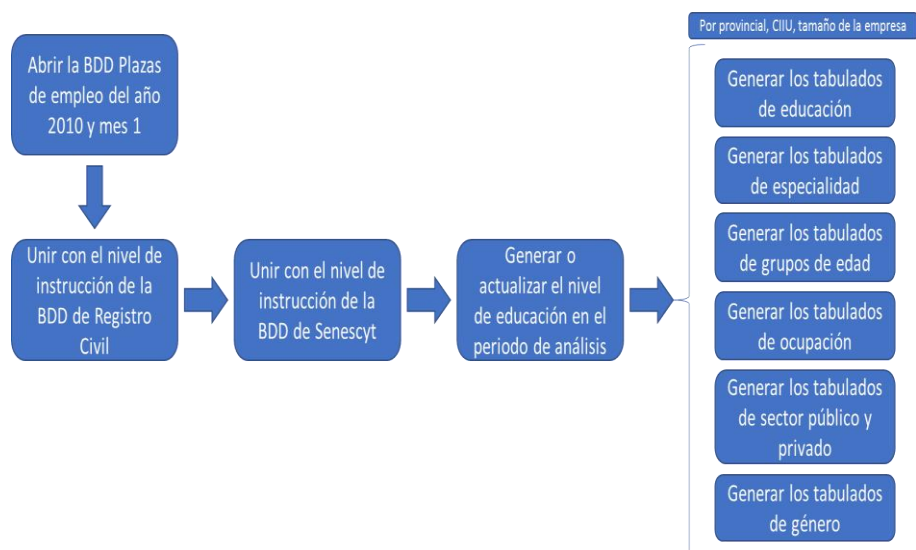 Abrir la BDD Plazas
de empleo del año
2010 y mes 1
Unir con el nivel de
instrucción de la
BDD de Registro
Civil
Unir con el nivel de
instrucción de la
BDD de Senescyt
Generar o
actualizar el nivel
de educación en el
periodo de análisis
Por provincial, CIIU, tamaño de la empresa
Generar los tabulados
de educación
Generar los tabulados
de especialidad
Generar los tabulados
de grupos de edad
Generar los tabulados
de ocupación
Generar los tabulados
de sector público y
privado
Generar los tabulados
de género